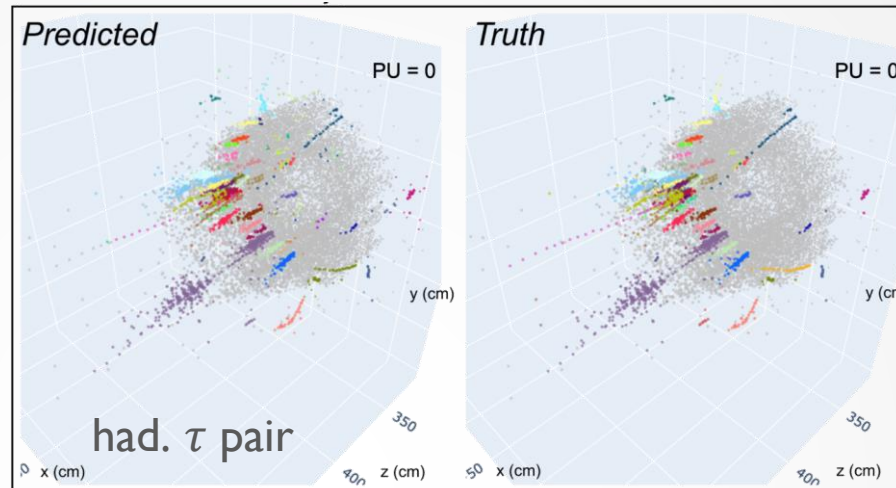 Predicted
PU = 0
y (cm)
350
400
x (cm)
z (cm)
had. τ pair
Truth
PU = 0
y (cm
350
400
-50
x (cm)
z (cm)